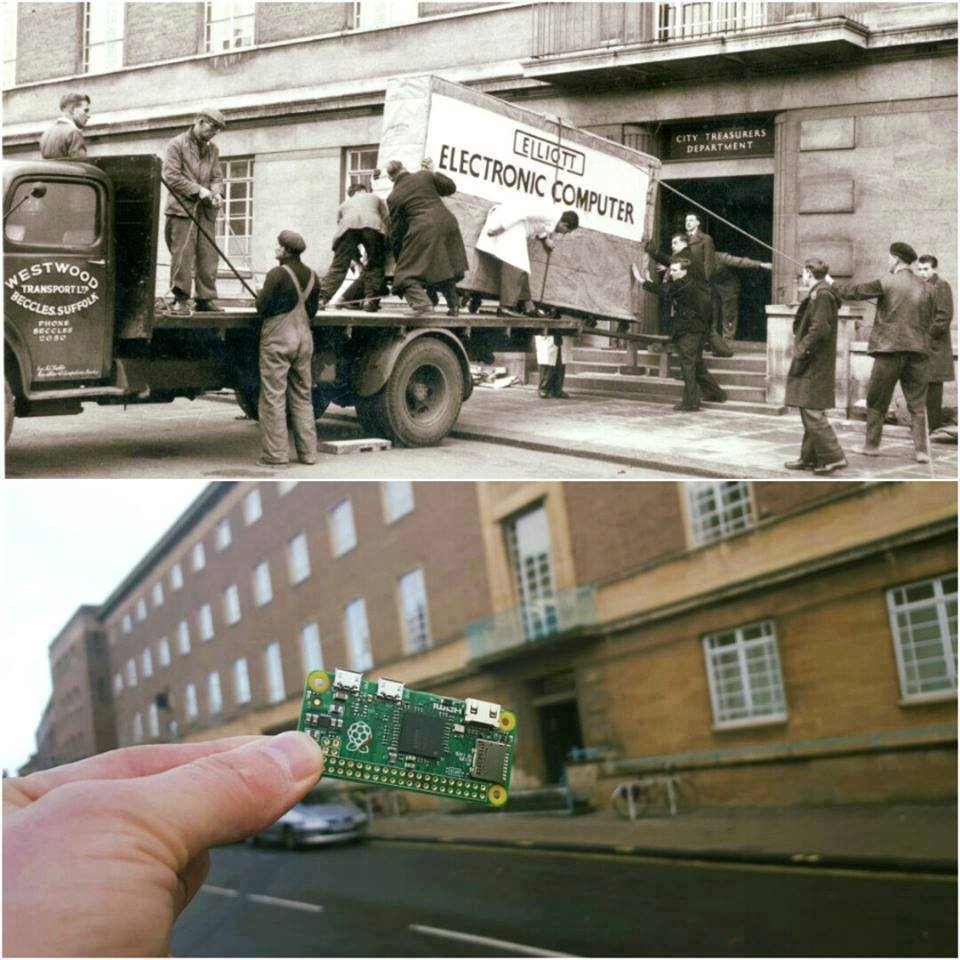 ELLIOTT
ELECTRONIC COMPUTER
CITY TREASURERS
DEPARTMENT
WESTWOOD
TRANSPORT LTD
BECCLES. SUFFOLK
PHONE
BECCLES
2050